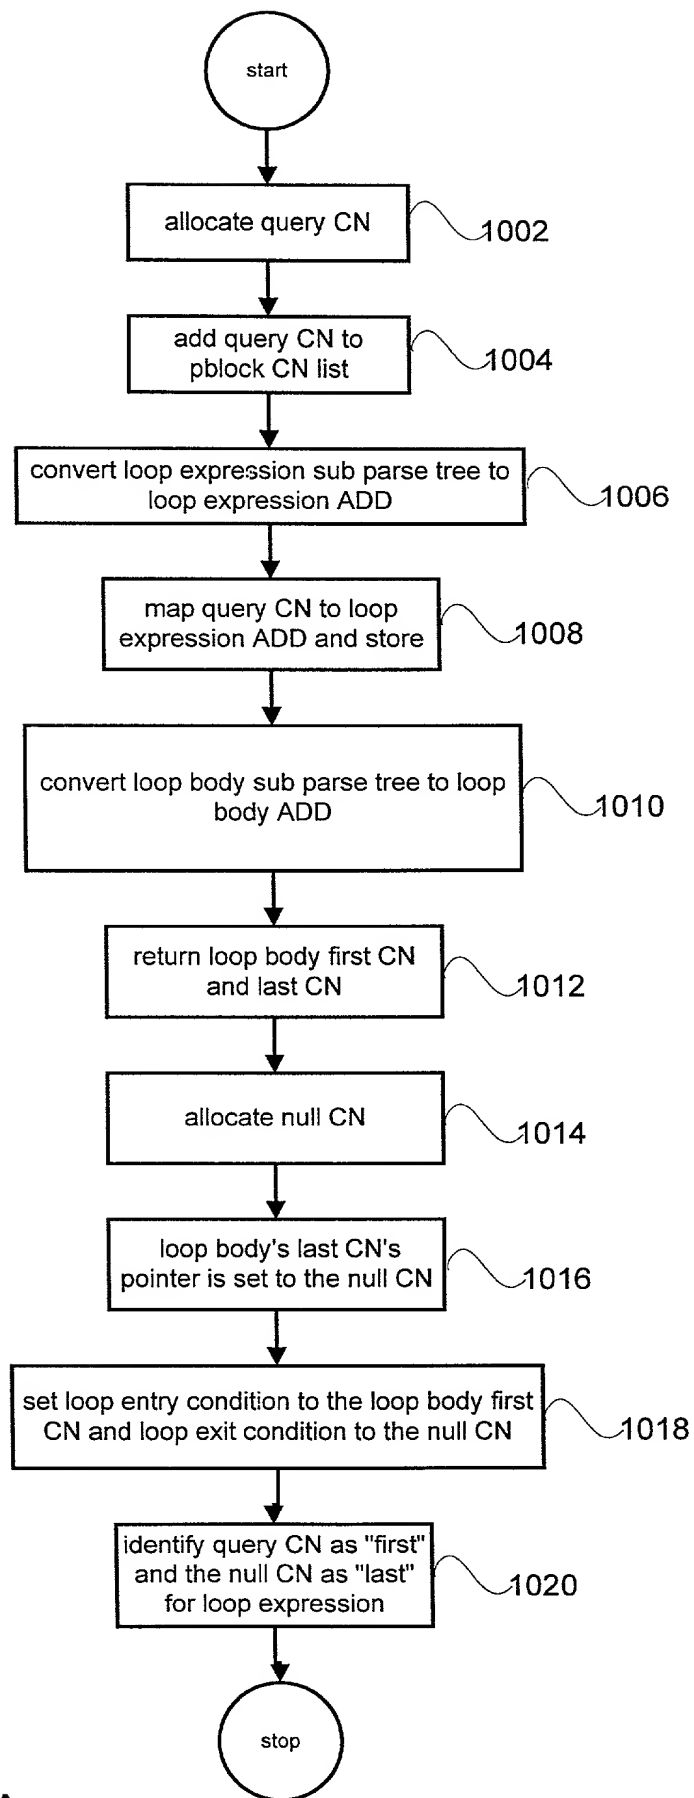 start
allocate query CN
1002
add query CN to
pblock CN list
1004
convert loop expression sub parse tree to
loop expression ADD
1006
map query CN to loop
expression ADD and store
1008
convert loop body sub parse tree to loop
body ADD
1010
return loop body first CN
and last CN
1012
allocate null CN
1014
loop body's last CN's
pointer is set to the null CN
1016
set loop entry condition to the loop body first
CN and loop exit condition to the null CN
1018
identify query CN as "first"
and the null CN as "last"
for loop expression
1020
stop